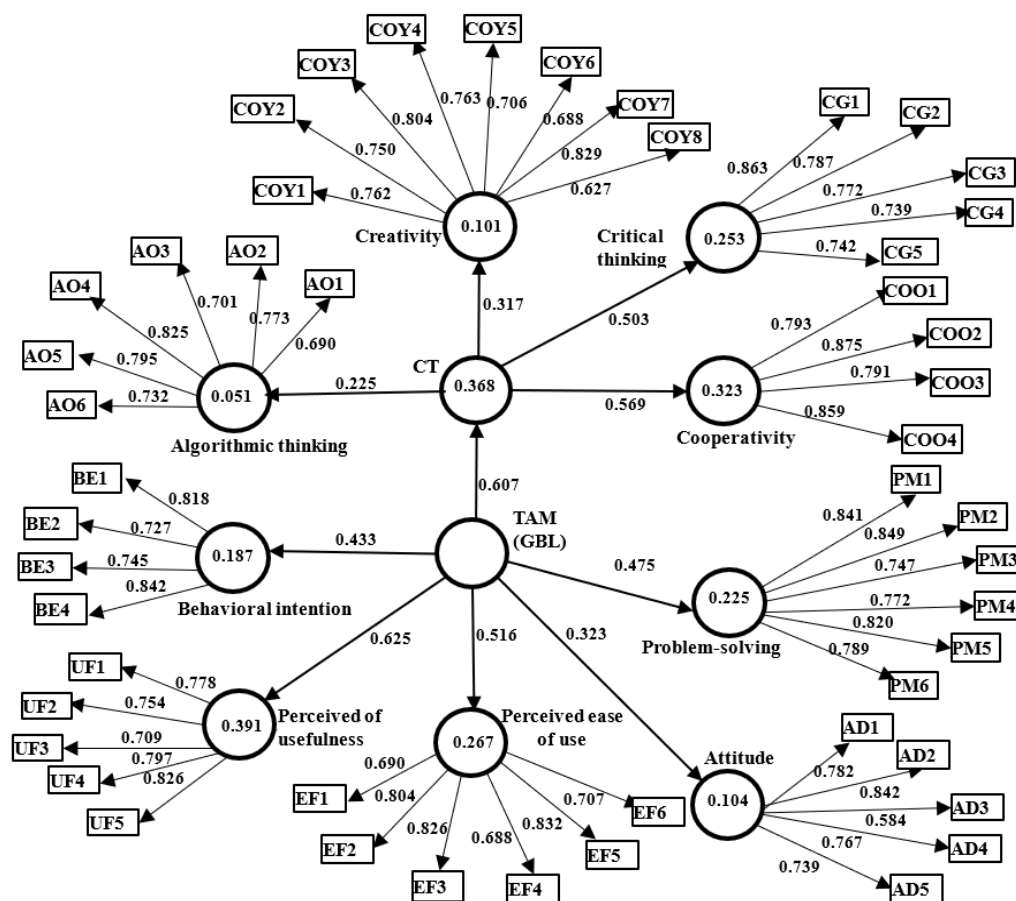 COY4
COY5
COY3
COY6
COY2
COY7
COY8
COY1
0.763
0.706
0.804
0.688
0.829
0.750
0.627
0.762
0.101
Creativity
CG1
CG2
CG3
CG4
CG5
0.863
0.787
0.772
0.739
0.742
0.253
Critical
thinking
AO3
AO2
AO4
AO1
AO5
AO6
0.701
0.773
0.825
0.690
0.795
0.732
0.051
Algorithmic thinking
0.317
0.503
CT
0.368
0.225
0.569
COO1
COO2
COO3
COO4
0.793
0.875
0.791
0.859
0.323
Cooperativity
0.607
BE1
BE2
BE3
BE4
0.818
0.727
0.745
0.842
0.187
Behavioral intention
0.433
TAM
(GBL)
0.475
PM1
PM2
PM3
PM4
PM5
PM6
0.841
0.849
0.747
0.772
0.820
0.789
0.225
Problem-solving
0.625
0.516
0.323
UF1
UF2
UF3
UF4
UF5
0.778
0.754
0.709
0.797
0.826
0.391
Perceived of
usefulness
0.267
Perceived ease
of use
0.690
0.804
0.826
0.688
0.832
0.707
EF1
EF2
EF3
EF4
EF5
EF6
Attitude
0.104
AD1
AD2
AD3
AD4
AD5
0.782
0.842
0.584
0.767
0.739